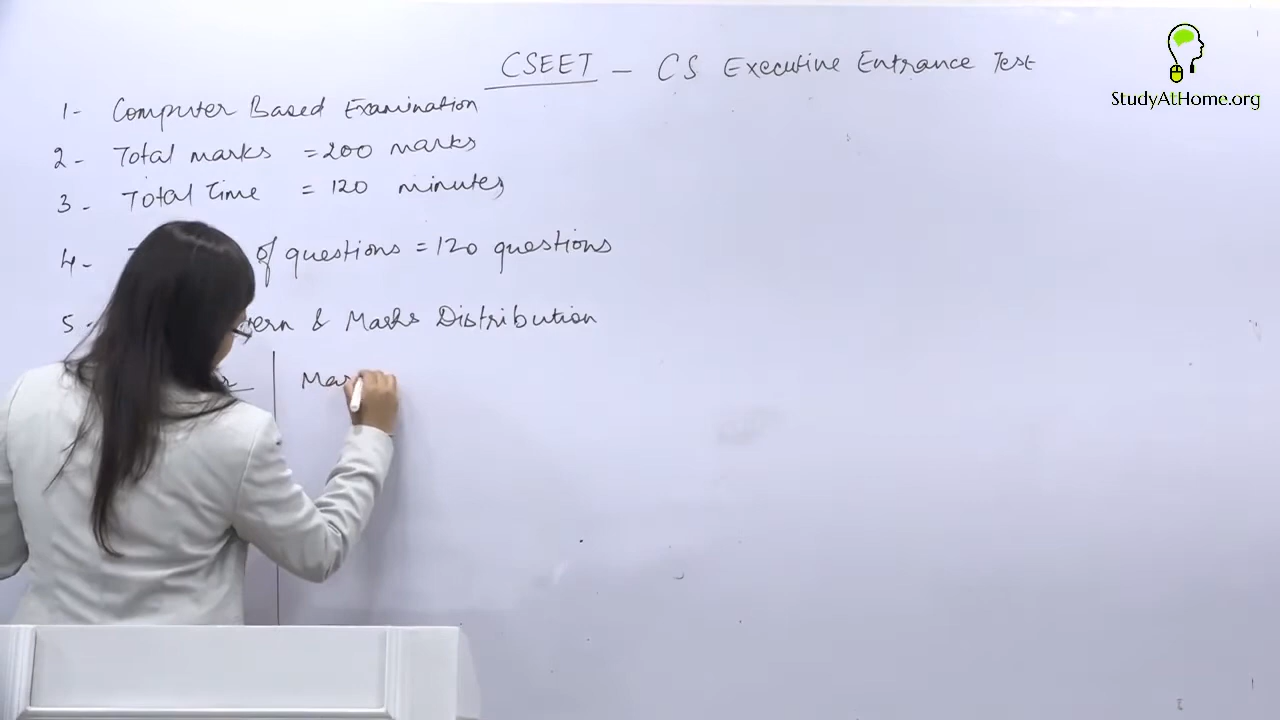 CSEET - CS Executive Entrance Test
StudyAtHome.org
1- Computer Based Examination
2- Total marks = 200 marks
3- Total Time = 120 minutes
4- of questions = 120 questions
5- & Marks Distribution